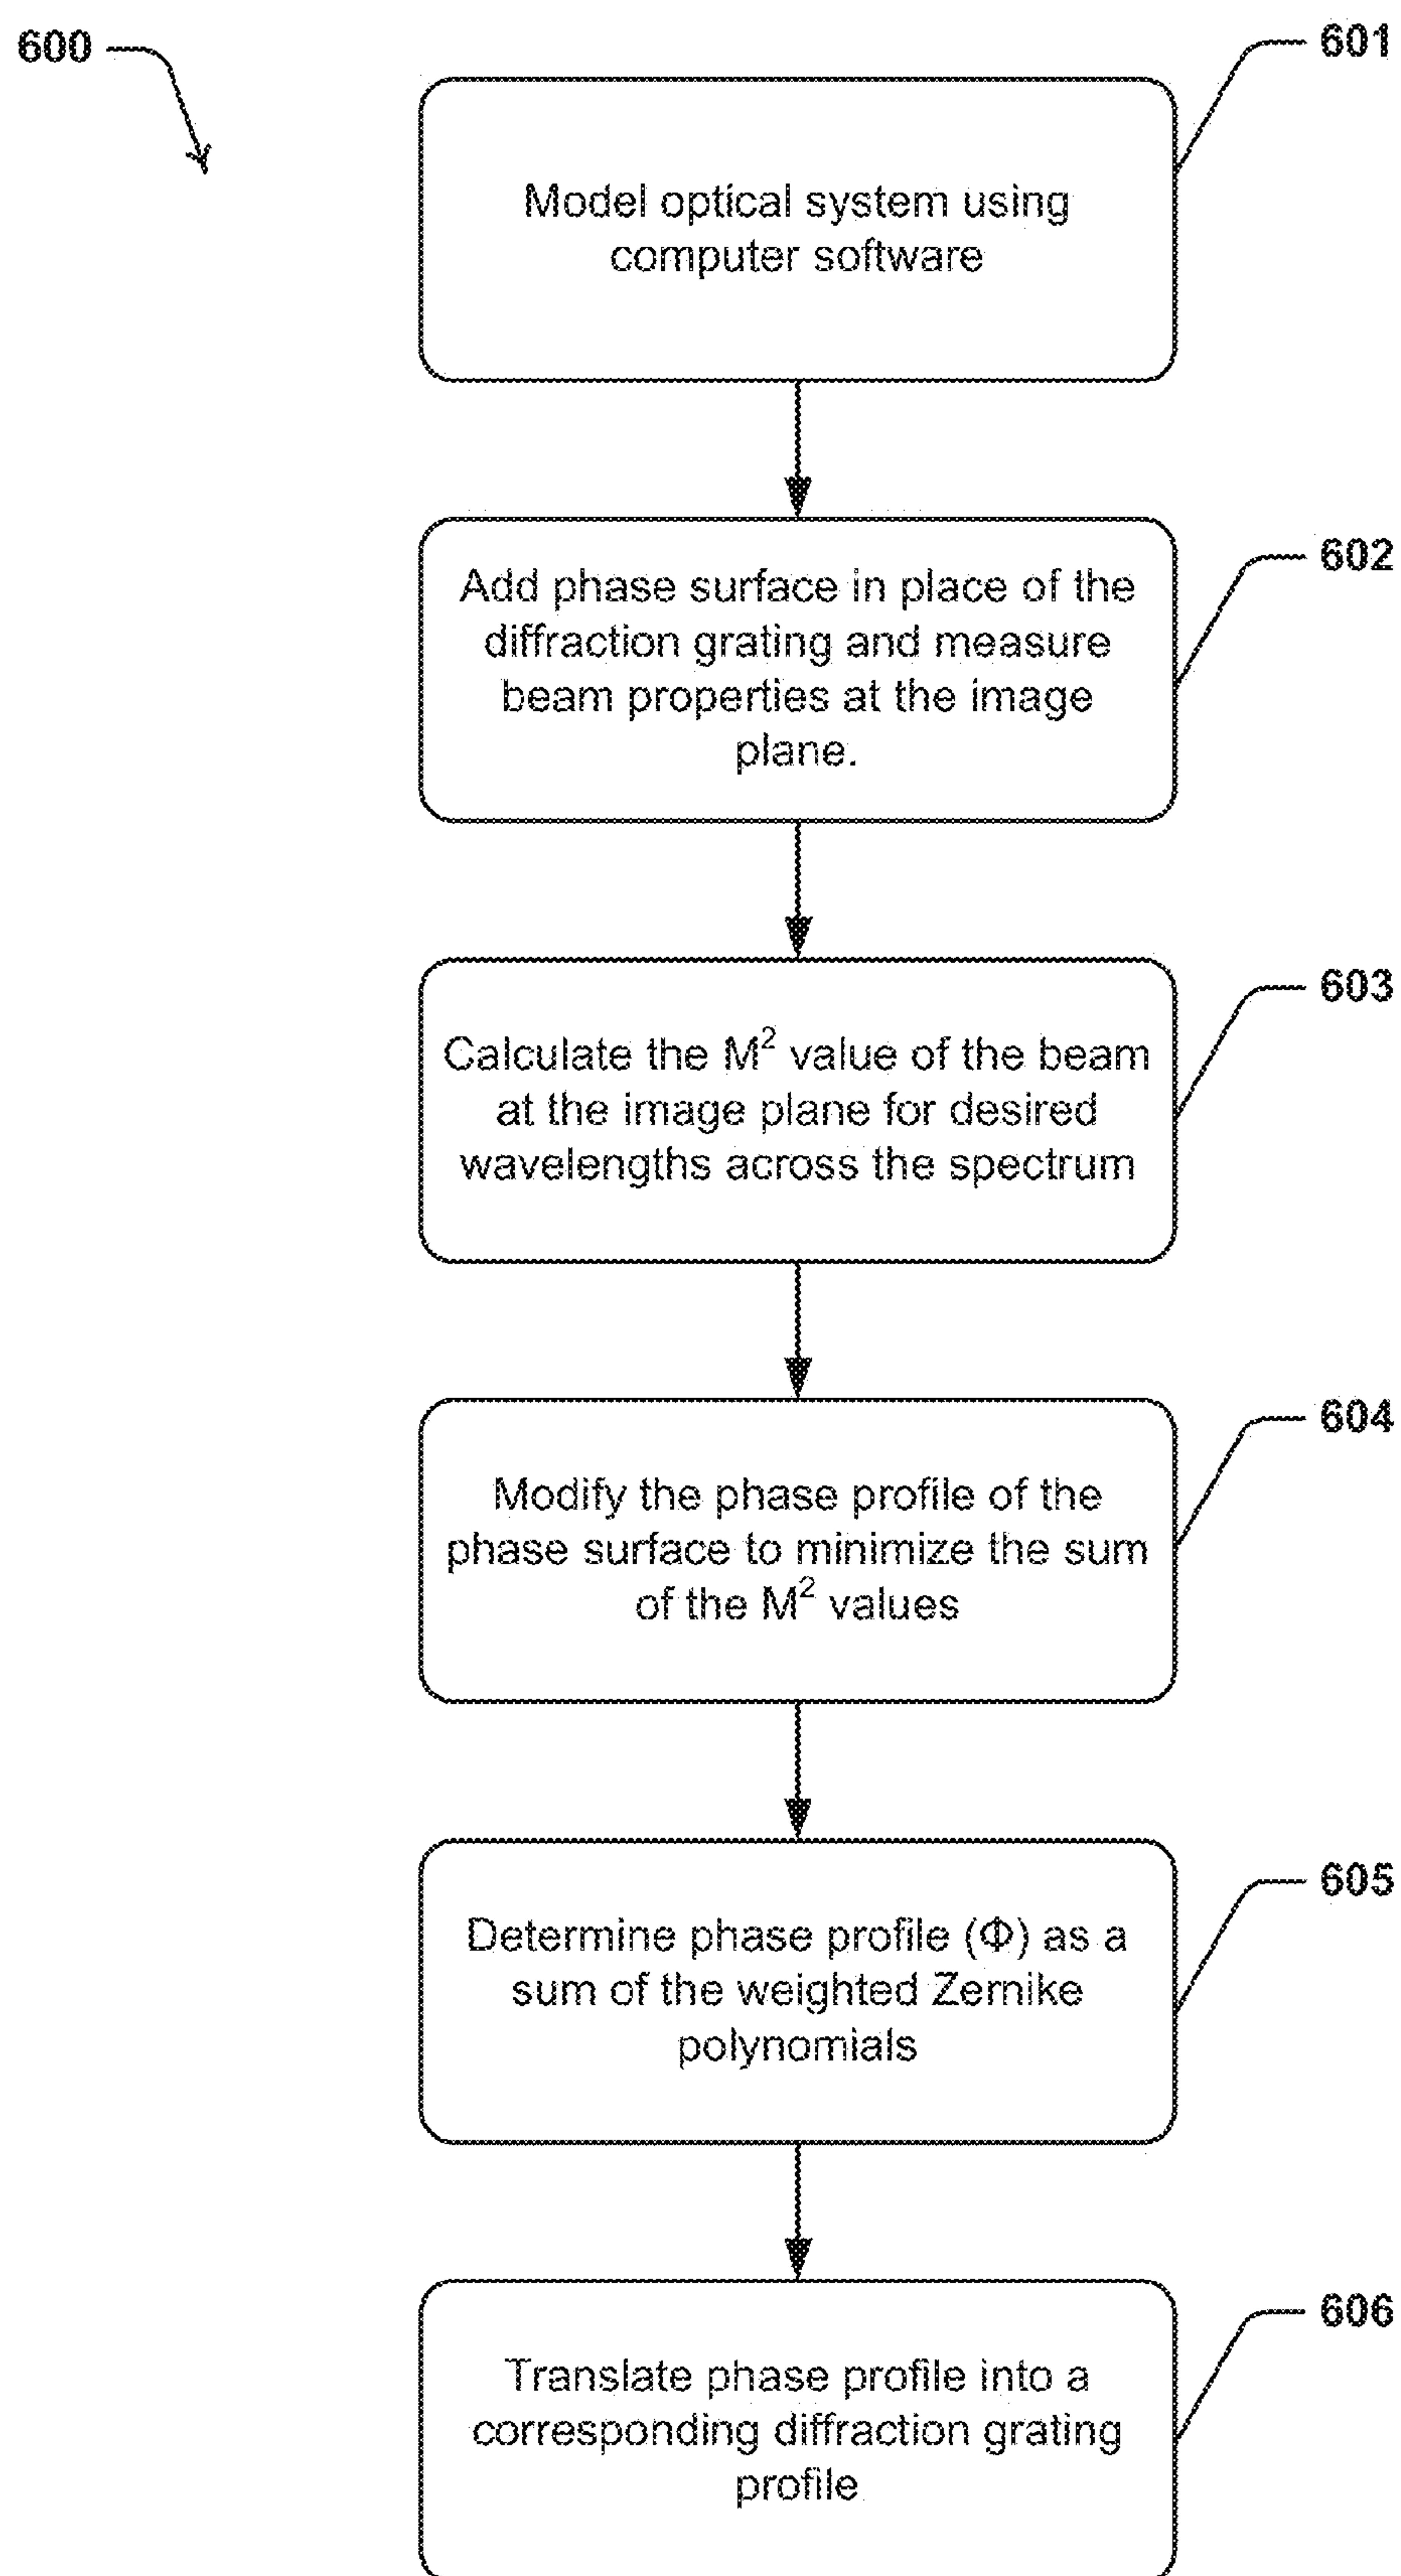 600
601
Model optical system using
computer software
602
Add phase surface in place of the
diffraction grating and measure
beam properties at the image
plane.
603
Calculate the M² value of the beam
at the image plane for desired
wavelengths across the spectrum
604
Modify the phase profile of the
phase surface to minimize the sum
of the M² values
605
Determine phase profile (Φ) as a
sum of the weighted Zernike
polynomials
606
Translate phase profile into a
corresponding diffraction grating
profile